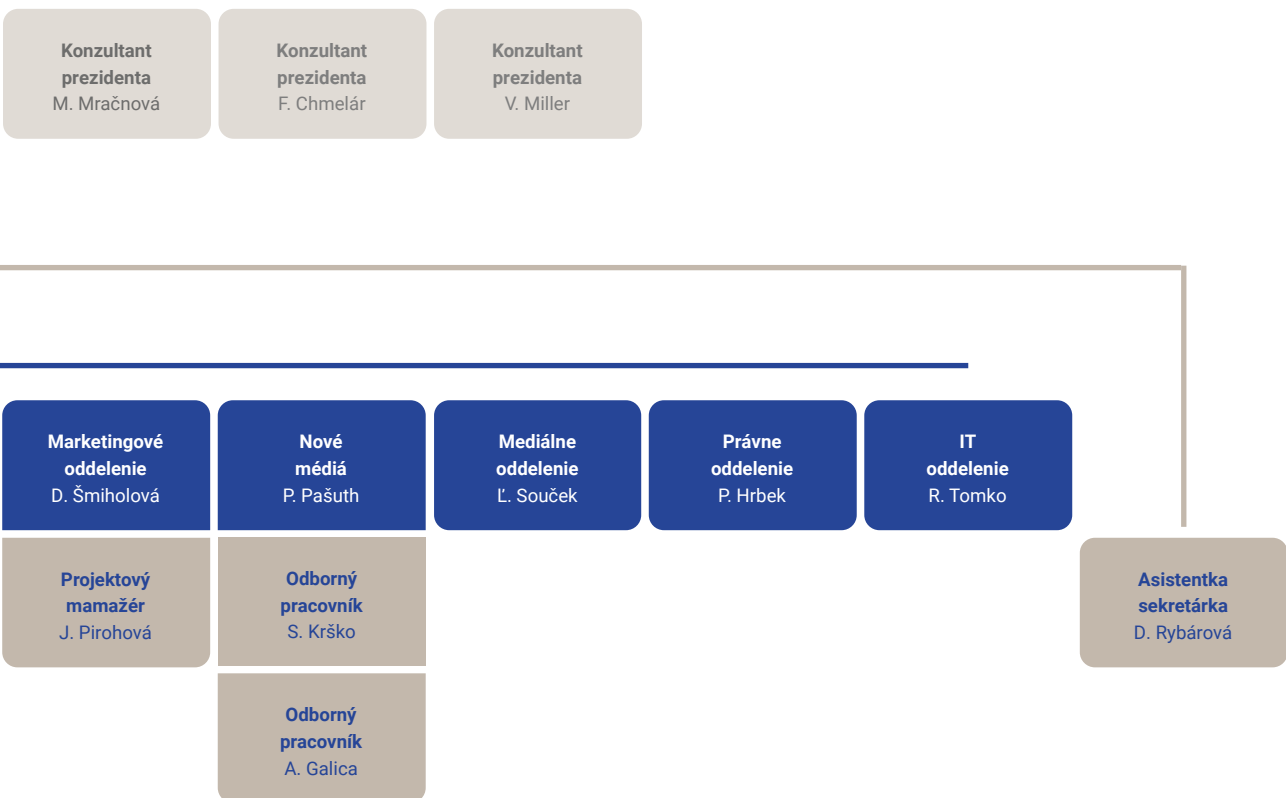 Konzultant
prezidenta
M. Mračnová
Konzultant
prezidenta
F. Chmelár
Konzultant
prezidenta
V. Miller
Marketingové
oddelenie
D. Šmiholová
Nové
médiá
P. Pašuth
Mediálne
oddelenie
Ľ. Souček
Právne
oddelenie
P. Hrbek
IT
oddelenie
R. Tomko
Projektový
mamažér
J. Pirohová
Odborný
pracovník
S. Krško
Asistentka
sekretárka
D. Rybárová
Odborný
pracovník
A. Galica